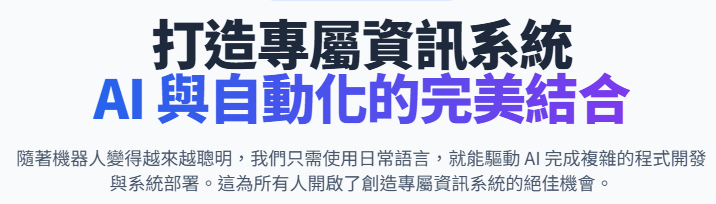 打造專屬資訊系統
AI 與自動化的完美結合
隨著機器人變得越來越聰明，我們只需使用日常語言，就能驅動 AI 完成複雜的程式開發
與系統部署。這為所有人開啟了創造專屬資訊系統的絕佳機會。